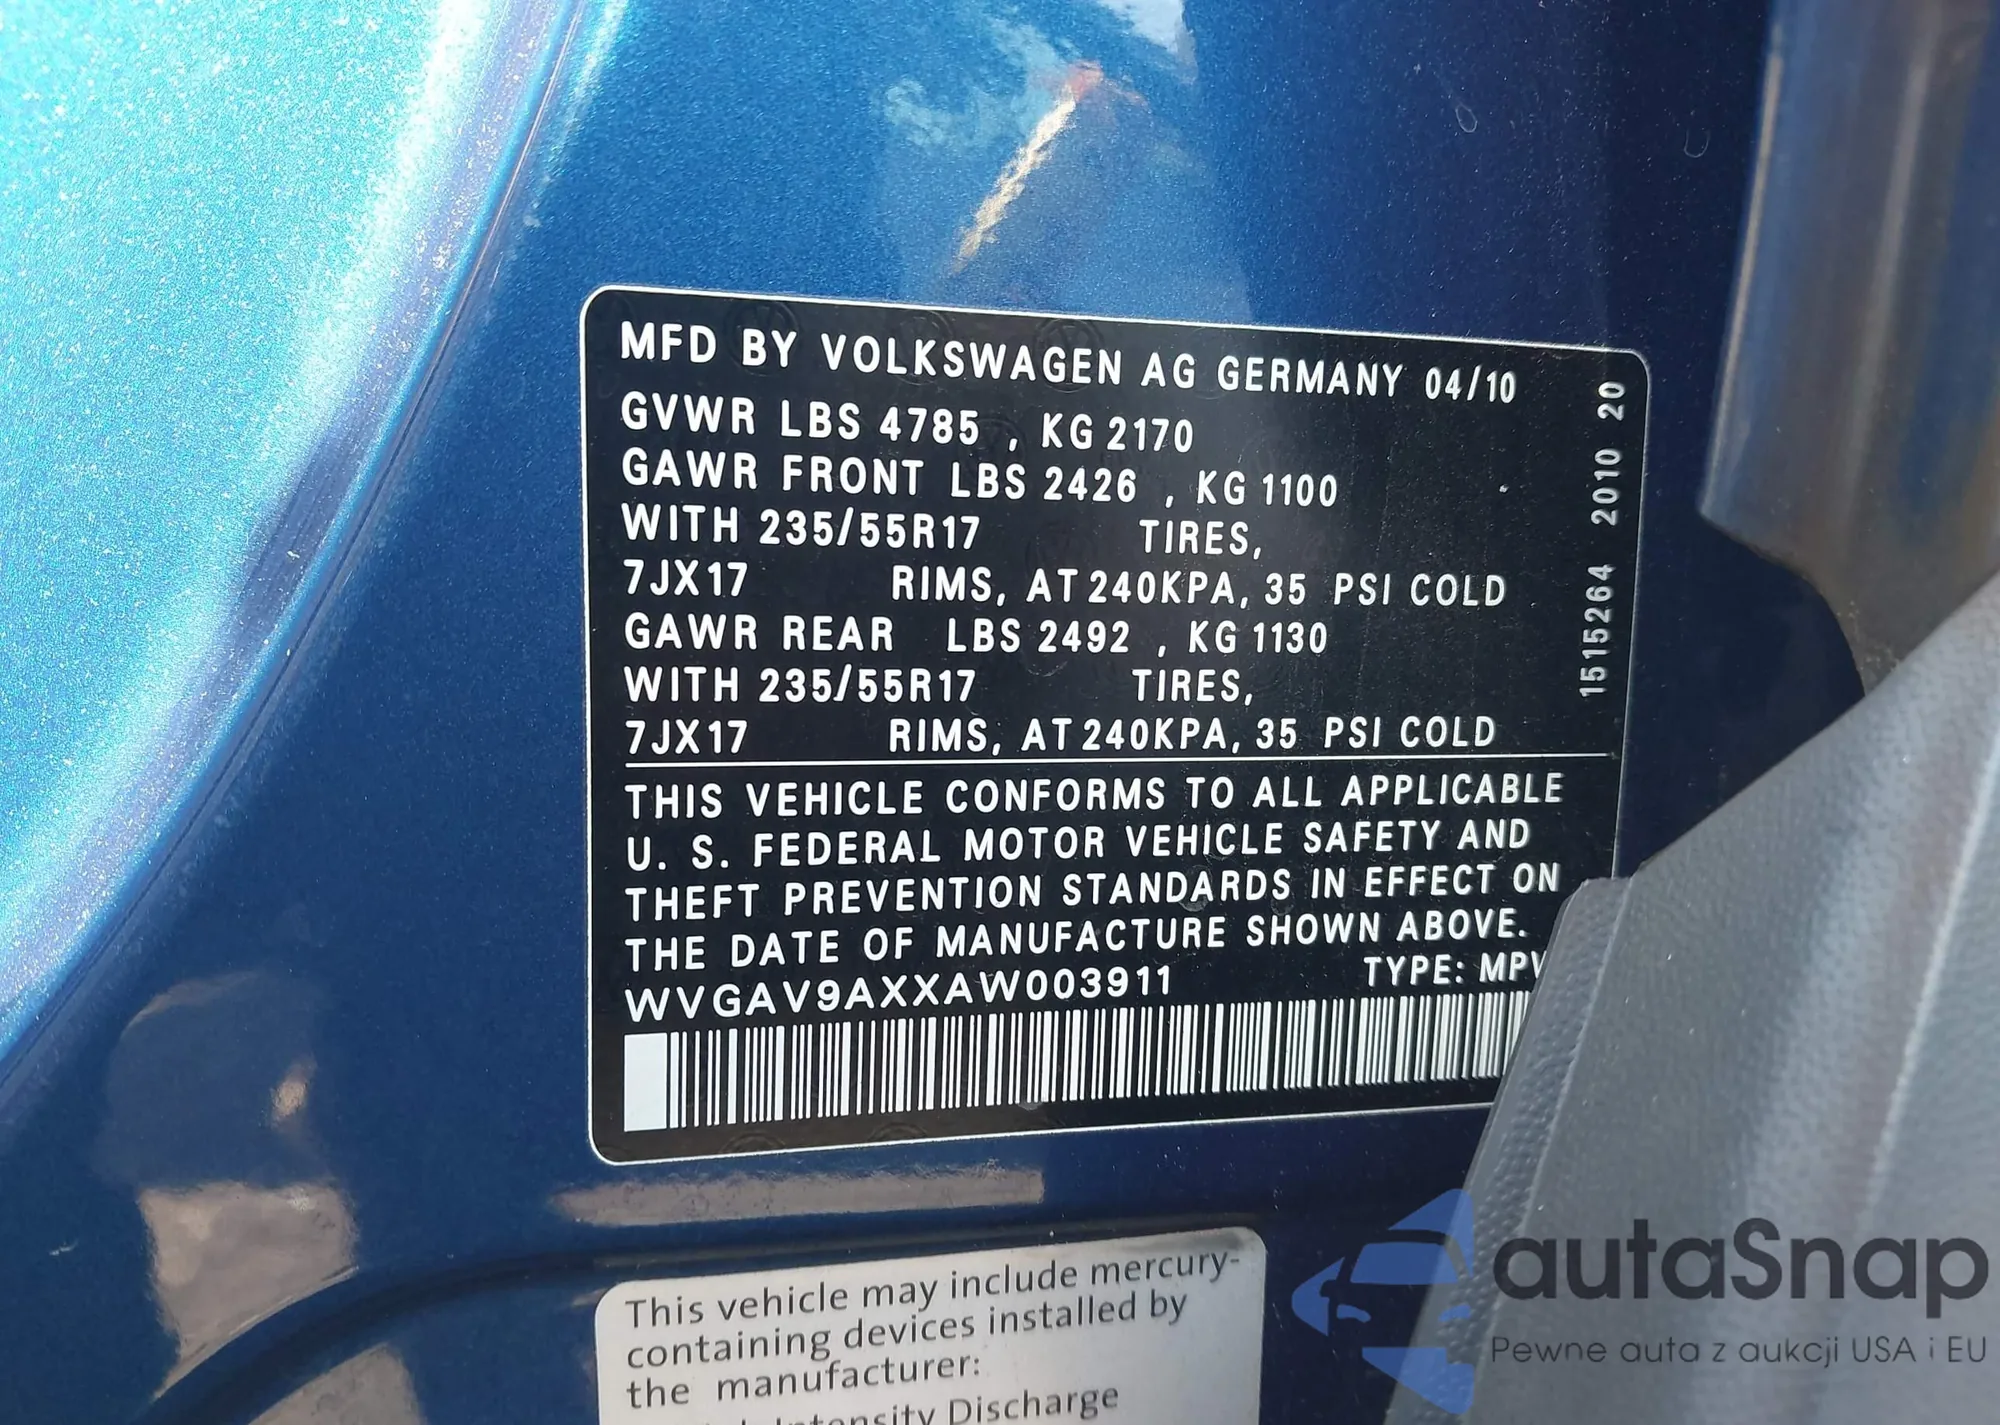 MFD BY VOLKSWAGEN AG GERMANY 04/10
GVWR LBS 4785 , KG 2170
GAWR FRONT LBS 2426 , KG 1100
WITH 235/55R17 TIRES,
7JX17 RIMS, AT 240KPA, 35 PSI COLD
GAWR REAR LBS 2492 , KG 1130
WITH 235/55R17 TIRES,
7JX17 RIMS, AT 240KPA, 35 PSI COLD
THIS VEHICLE CONFORMS TO ALL APPLICABLE
U. S. FEDERAL MOTOR VEHICLE SAFETY AND
THEFT PREVENTION STANDARDS IN EFFECT ON
THE DATE OF MANUFACTURE SHOWN ABOVE.
WVGAV9AXXAW003911 TYPE: MPV
1515264 2010 20
This vehicle may include mercury-
containing devices installed by
the manufacturer:
Intensity Discharge
autaSnap
Pewne auta z aukcji USA i EU